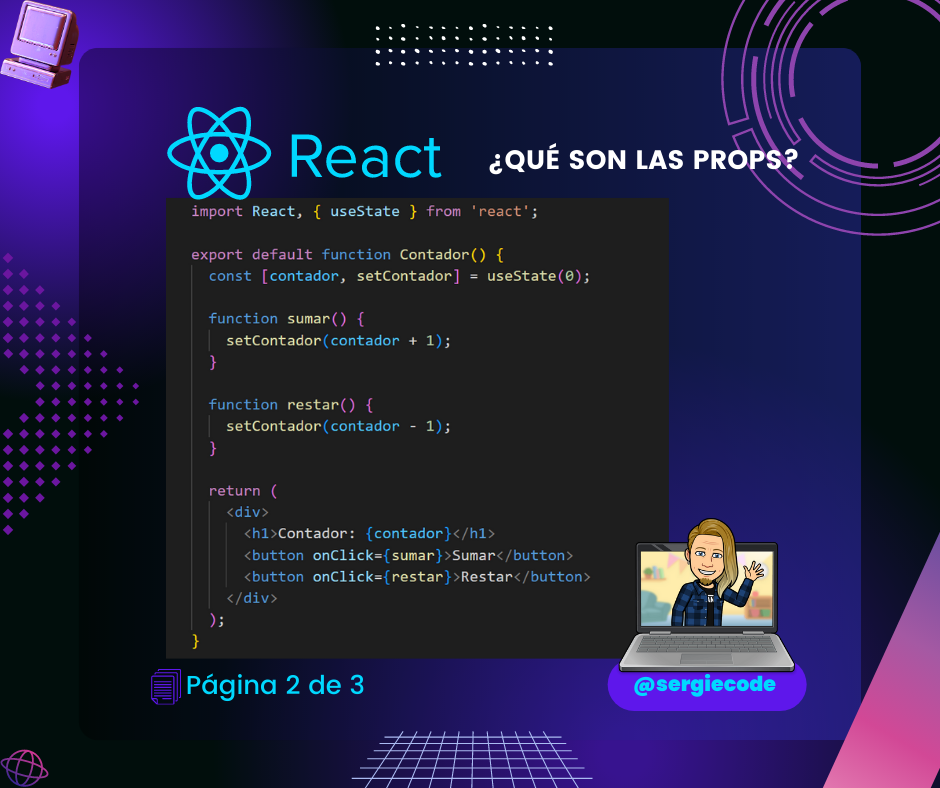 React
¿QUÉ SON LAS PROPS?
import React, { useState } from 'react';
export default function Contador() {
const [contador, setContador] = useState(0);
function sumar() {
setContador(contador + 1);
}
function restar() {
setContador(contador - 1);
}
return (
<div>
<h1>Contador: {contador}</h1>
<button onClick={sumar}>Sumar</button>
<button onClick={restar}>Restar</button>
</div>
);
}
Página 2 de 3
@sergiecode